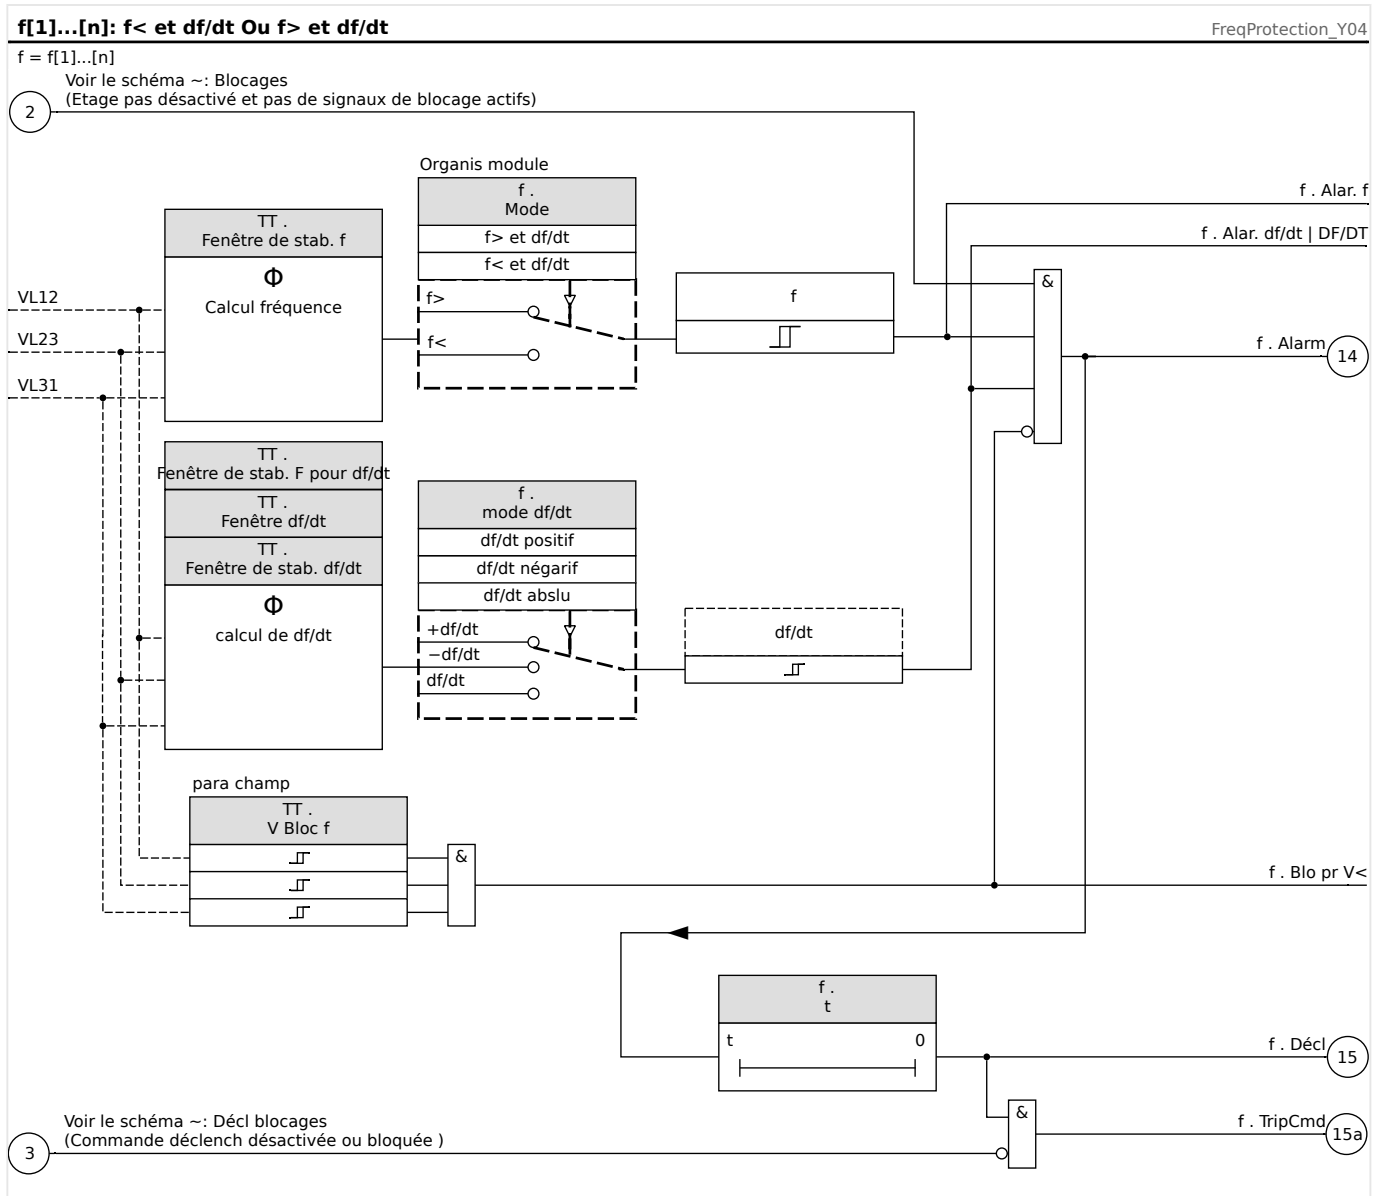 f[1]...[n]: f< et df/dt Ou f> et df/dt
FreqProtection_Y04
f = f[1]...[n]
Voir le schéma ~: Blocages
(Etage pas désactivé et pas de signaux de blocage actifs)
2
Organis module
f .
Mode
f> et df/dt
f< et df/dt
f>
f<
TT .
Fenêtre de stab. f
Φ
Calcul fréquence
VL12
VL23
VL31
f
f . Alar. f
f . Alar. df/dt | DF/DT
&
f . Alarm
14
TT .
Fenêtre de stab. F pour df/dt
TT .
Fenêtre df/dt
TT .
Fenêtre de stab. df/dt
Φ
calcul de df/dt
f .
mode df/dt
df/dt positif
df/dt négarif
df/dt abslu
+df/dt
−df/dt
df/dt
df/dt
para champ
TT .
V Bloc f
&
f . Blo pr V<
f .
t
t
0
f . Décl
15
Voir le schéma ~: Décl blocages
(Commande déclench désactivée ou bloquée )
3
&
f . TripCmd
15a